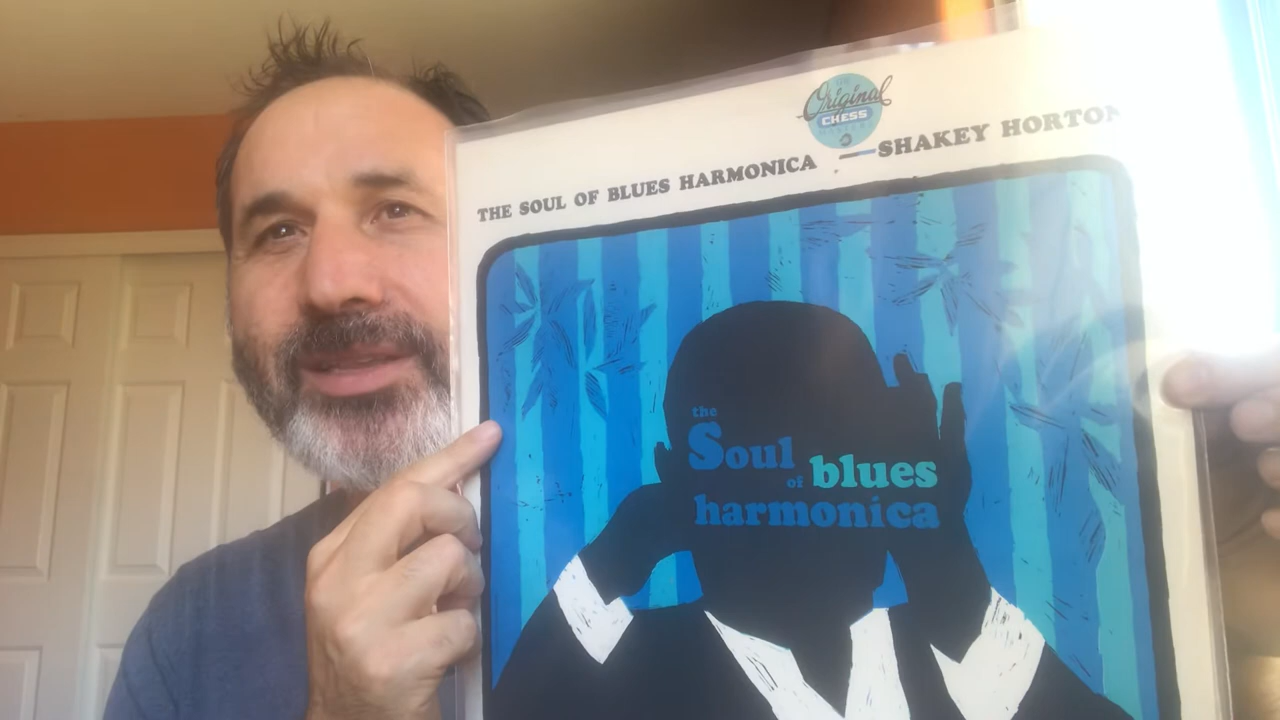 Original
CHESS
THE SOUL OF BLUES HARMONICA — SHAKEY HORTON
the
Soul
of blues
harmonica